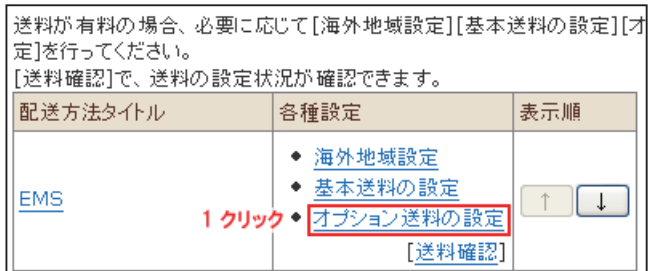 送料が有料の場合、必要に応じて[海外地域設定][基本送料の設定][オ
定]を行ってください。
[送料確認]で、送料の設定状況が確認できます。
配送方法タイトル 各種設定 表示順
• 海外地域設定
• 基本送料の設定
EMS ↑ ↓
1 クリック • オプション送料の設定
[送料確認]